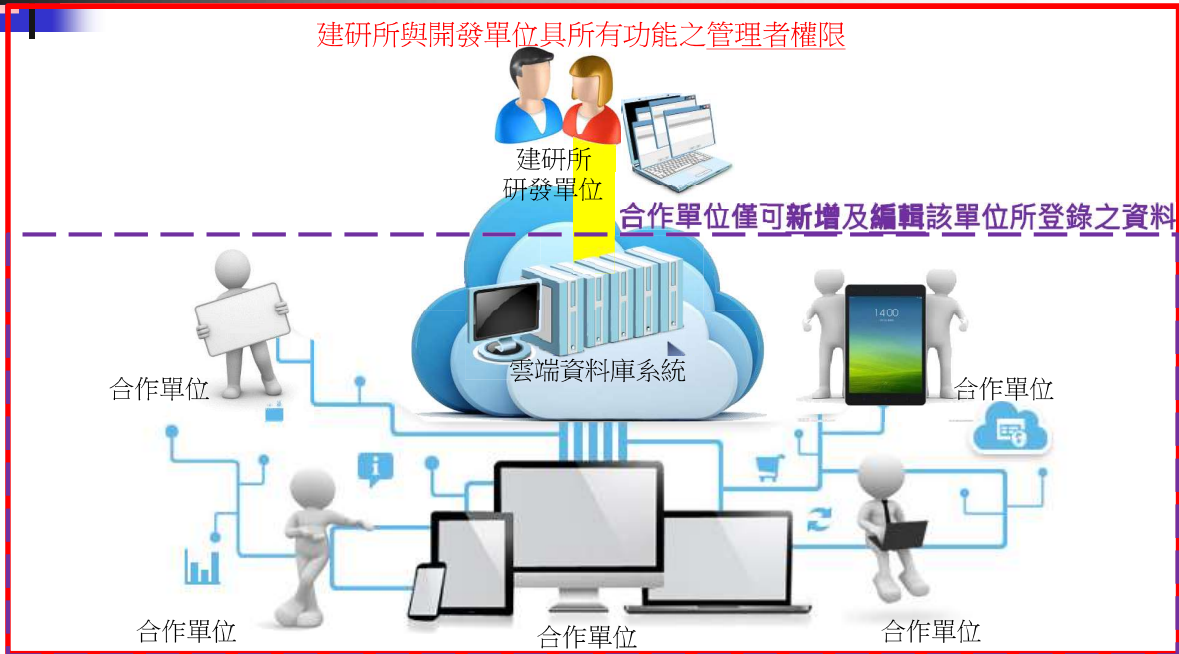 建研所與開發單位具所有功能之管理者權限
建研所
研發單位
合作單位僅可新增及編輯該單位所登錄之資料
14:00
雲端資料庫系統
合作單位
合作單位
合作單位
合作單位
合作單位